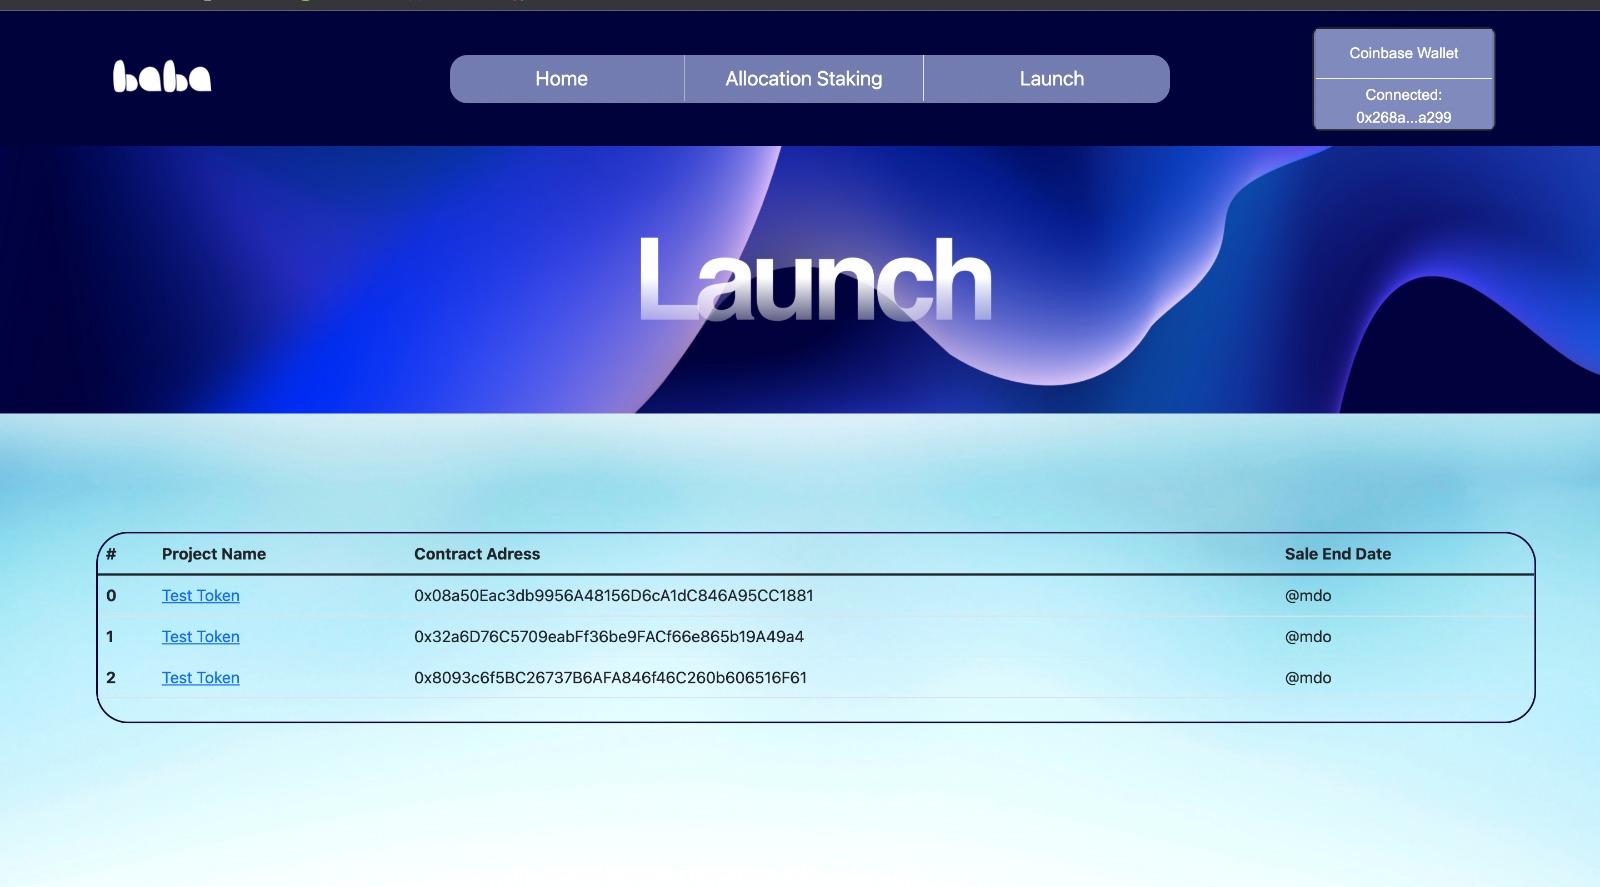 baba
Home
Allocation Staking
Launch
Coinbase Wallet
Connected:
0x268a...a299
Launch
# Project Name Contract Adress Sale End Date
0 Test Token 0x08a50Eac3db9956A48156D6cA1dC846A95CC1881 @mdo
1 Test Token 0x32a6D76C5709eabFf36be9FACf66e865b19A49a4 @mdo
2 Test Token 0x8093c6f5BC26737B6AFA846f46C260b606516F61 @mdo